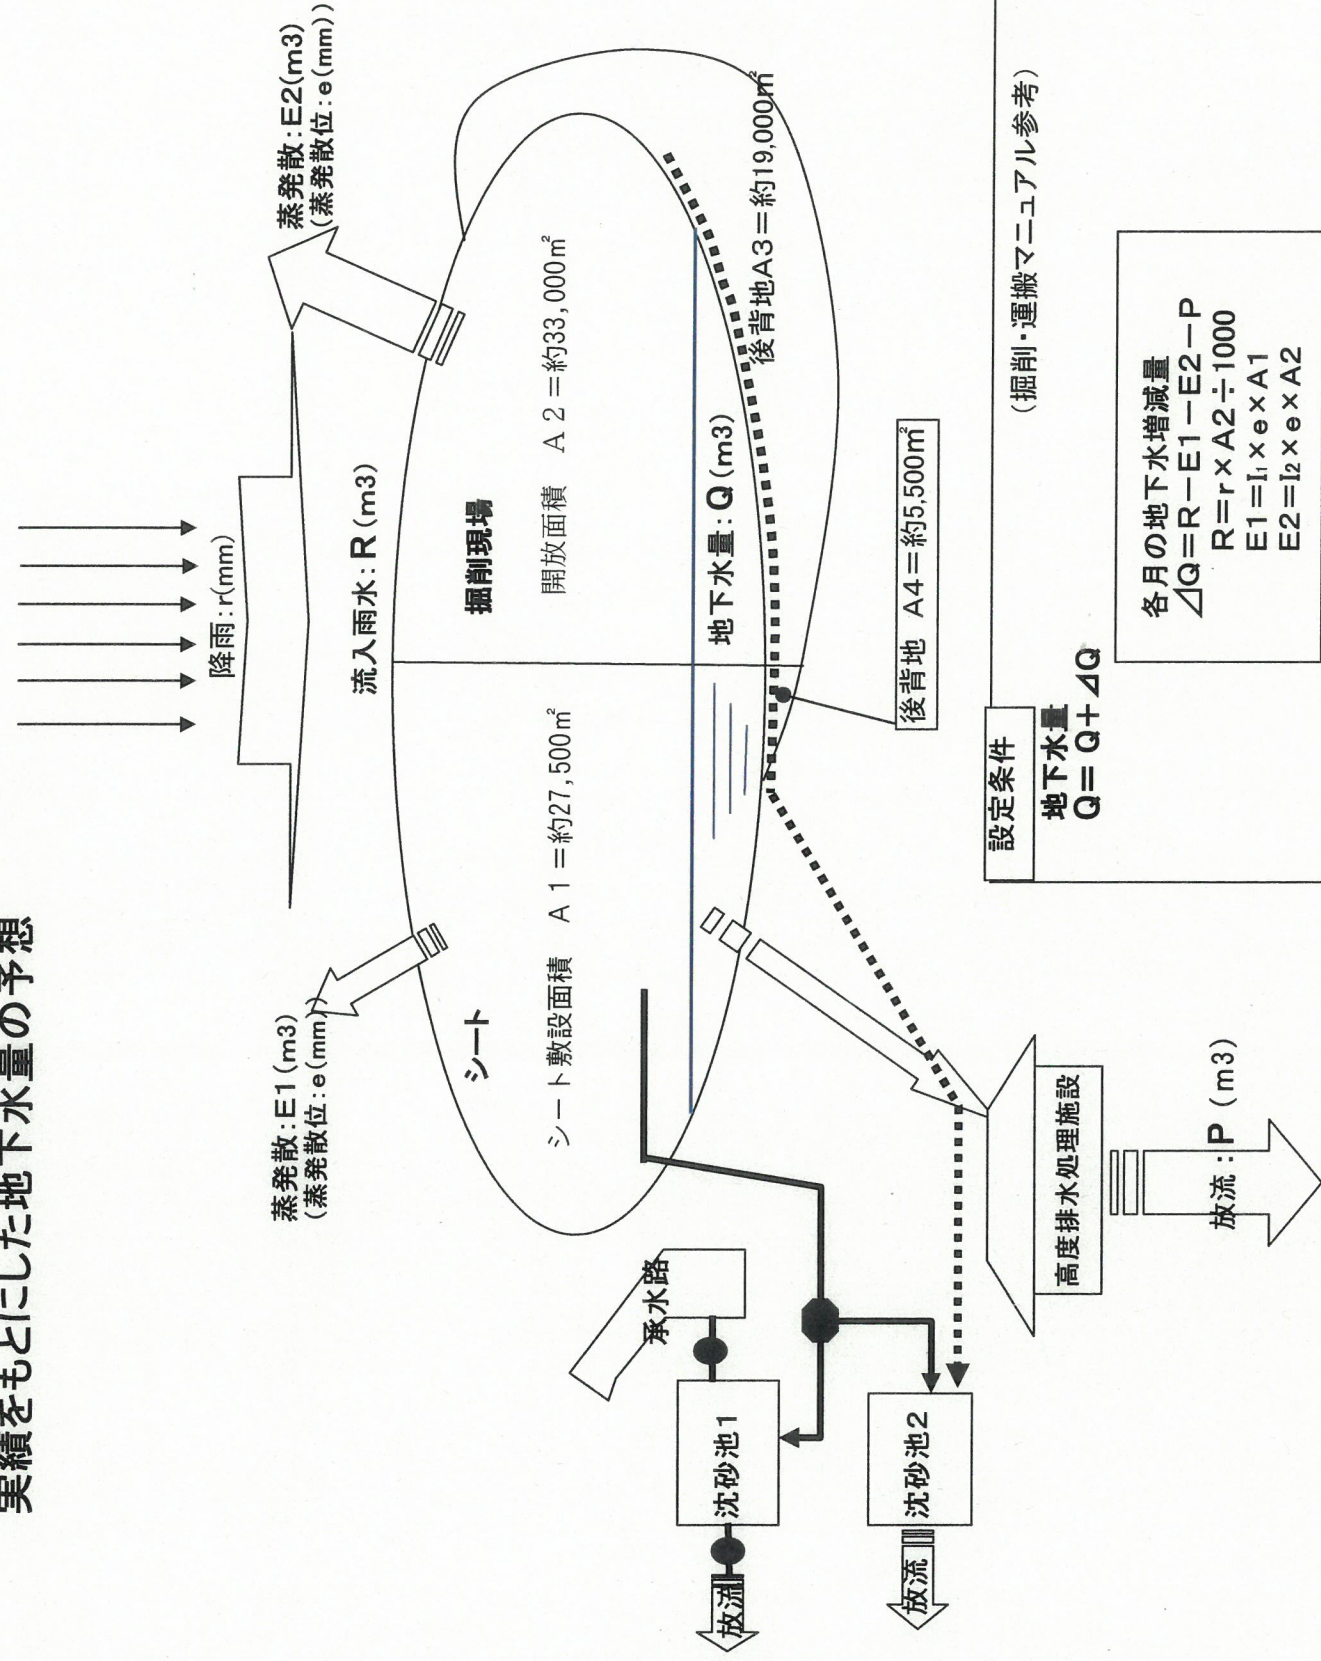 実績をもとにした地下水量の予想
降雨:r(mm)
蒸発散:E1(m3)
(蒸発散位:e(mm))
蒸発散:E2(m3)
(蒸発散位:e(mm))
流入雨水:R(m3)
シート
掘削現場
シート敷設面積 A1=約27,500㎡
開放面積 A2=約33,000㎡
地下水量:Q(m3)
後背地A3=約19,000㎡
後背地 A4=約5,500㎡
承水路
沈砂池1
放流
沈砂池2
放流
高度排水処理施設
放流:P(m3)
設定条件
(掘削・運搬マニュアル参考)
地下水量
Q=Q+⊿Q
各月の地下水増減量
⊿Q=R-E1-E2-P
R=r×A2÷1000
E1=I₁×e×A1
E2=I₂×e×A2